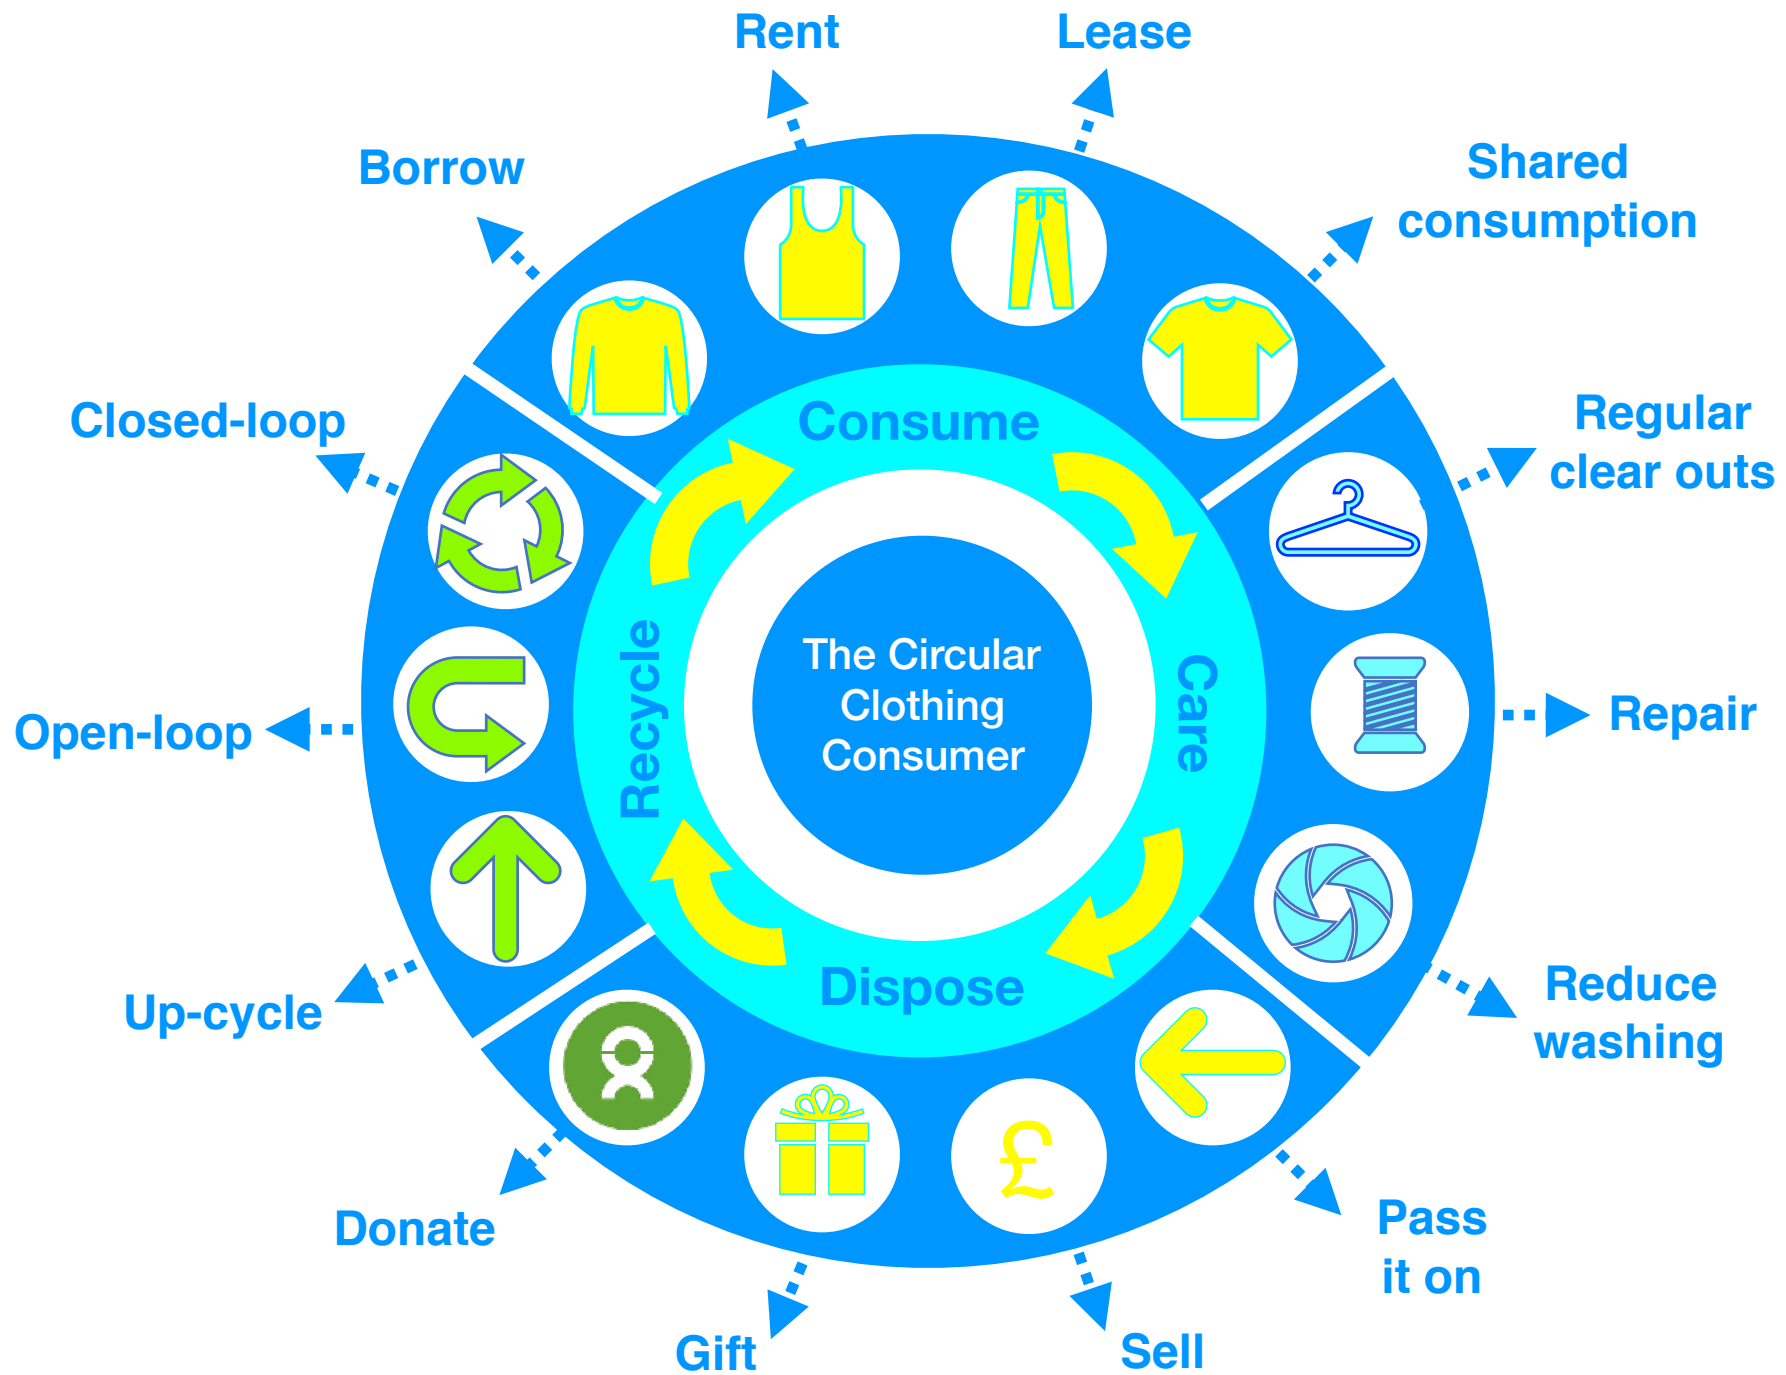 Rent
Lease
Borrow
Shared
consumption
Closed-loop
Consume
Regular
clear outs
The Circular
Clothing
Consumer
Recycle
Care
Open-loop
Repair
Dispose
Up-cycle
Reduce
washing
£
Donate
Pass
it on
Gift
Sell